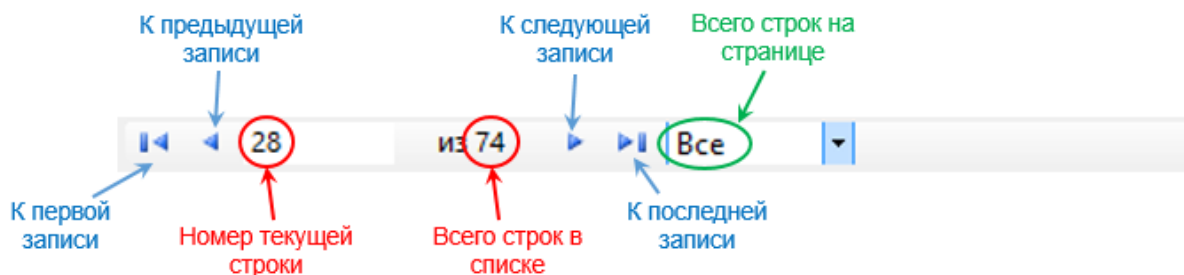 К предыдущей
записи
К следующей
записи
Всего строк на
странице
28 из 74 Все
К первой
записи
Номер текущей
строки
Всего строк в
списке
К последней
записи